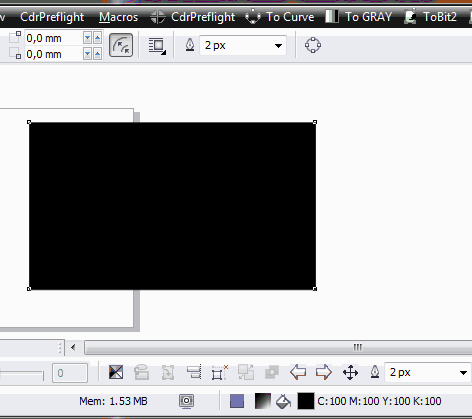 CdrPreflight Macros CdrPreflight To Curve To GRAY ToBit2
0,0 mm
0,0 mm
2 px
0 2 px
Mem: 1.53 MB C:100 M:100 Y:100 K:100